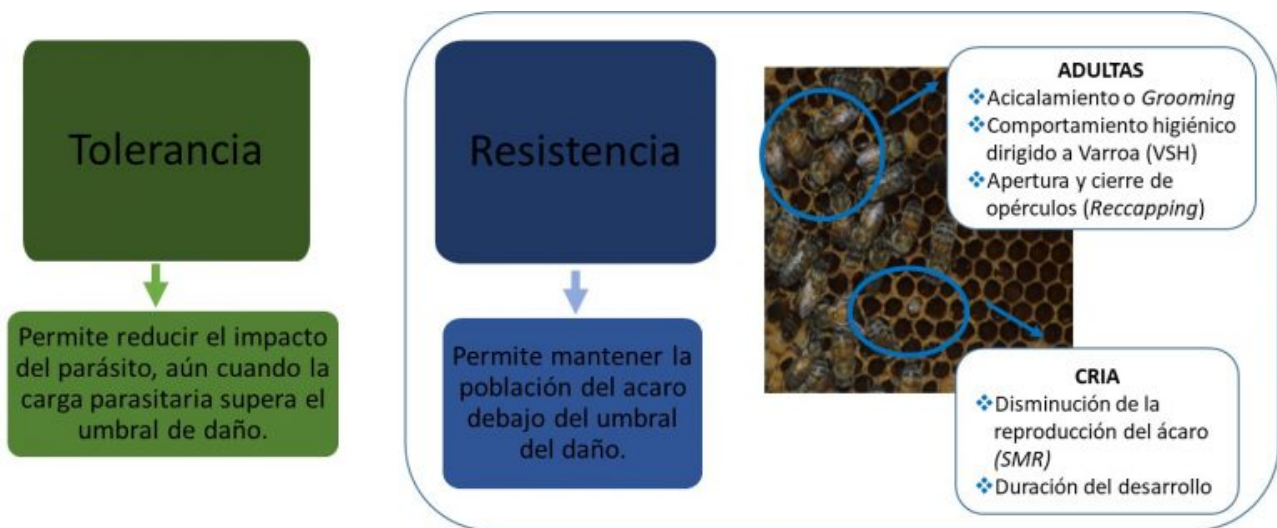 Tolerancia
Permite reducir el impacto
del parásito, aún cuando la
carga parasitaria supera el
umbral de daño.
Resistencia
Permite mantener la
población del acaro
debajo del umbral
del daño.
ADULTAS
❖Acicalamiento o Grooming
❖Comportamiento higiénico
dirigido a Varroa (VSH)
❖Apertura y cierre de
opérculos (Reccapping)
CRIA
❖Disminución de la
reproducción del ácaro
(SMR)
❖Duración del desarrollo